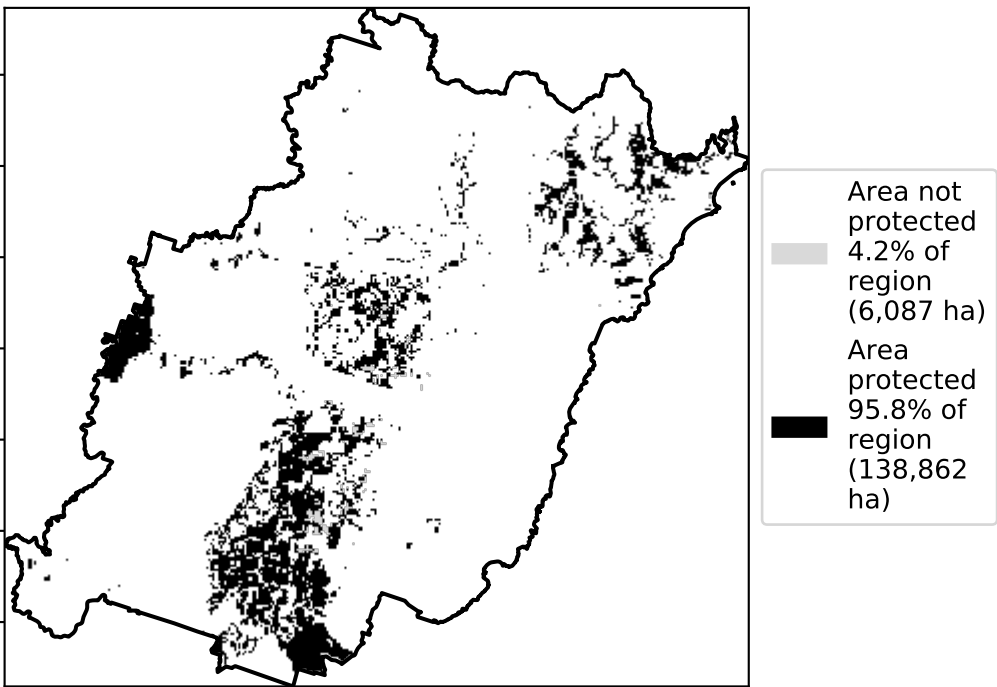 Area not
protected
4.2% of
region
(6,087 ha)
Area
protected
95.8% of
region
(138,862
ha)